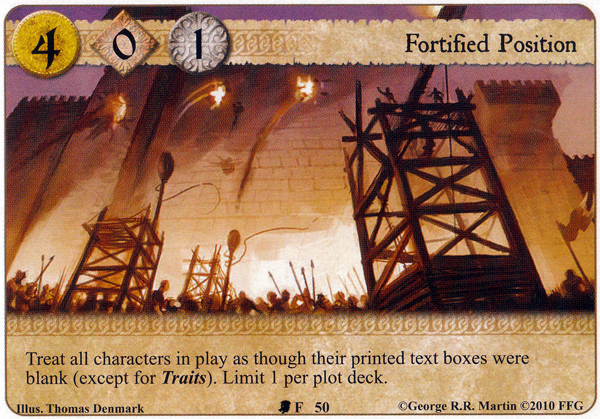 4 0 1 Fortified Position
Treat all characters in play as though their printed text boxes were
blank (except for Traits). Limit 1 per plot deck.
Illus. Thomas Denmark F 50 ©George R.R. Martin ©2010 FFG